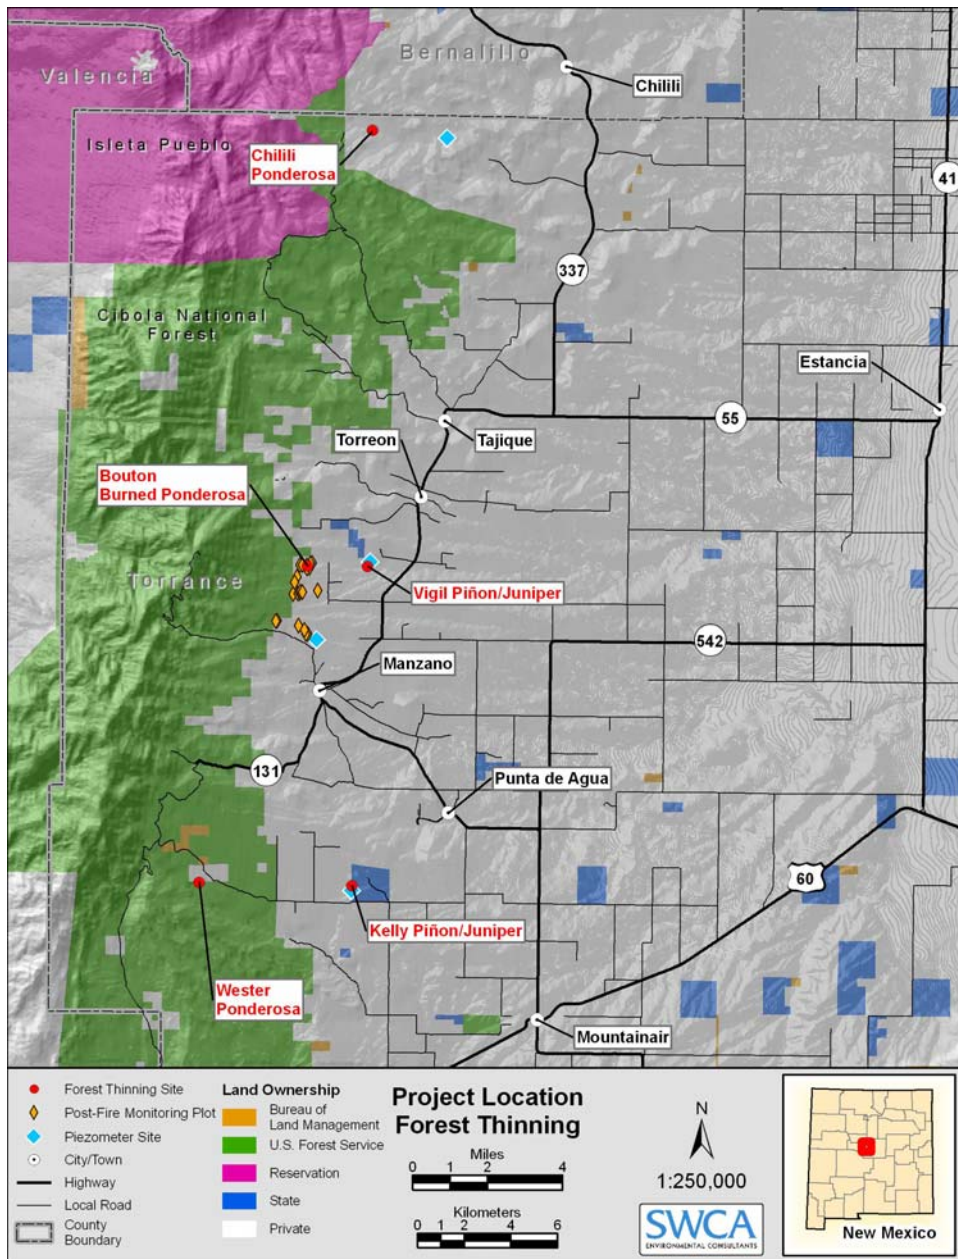 Bernalillo
Valencia
Chilili
Isleta Pueblo
Chilili
Ponderosa
41
337
Cibola National
Forest
Estancia
55
Tajique
Torreon
Bouton
Burned Ponderosa
Torrance
Vigil Piñon/Juniper
542
Manzano
131
Punta de Agua
60
Kelly Piñon/Juniper
Wester
Ponderosa
Mountainair
Forest Thinning Site
Post-Fire Monitoring Plot
Piezometer Site
City/Town
Highway
Local Road
County
Boundary
Land Ownership
Bureau of
Land Management
U.S. Forest Service
Reservation
State
Private
Project Location
Forest Thinning
Miles
0 1 2 4
Kilometers
0 1 2 4 6
N
1:250,000
SWCA
ENVIRONMENTAL CONSULTANTS
New Mexico